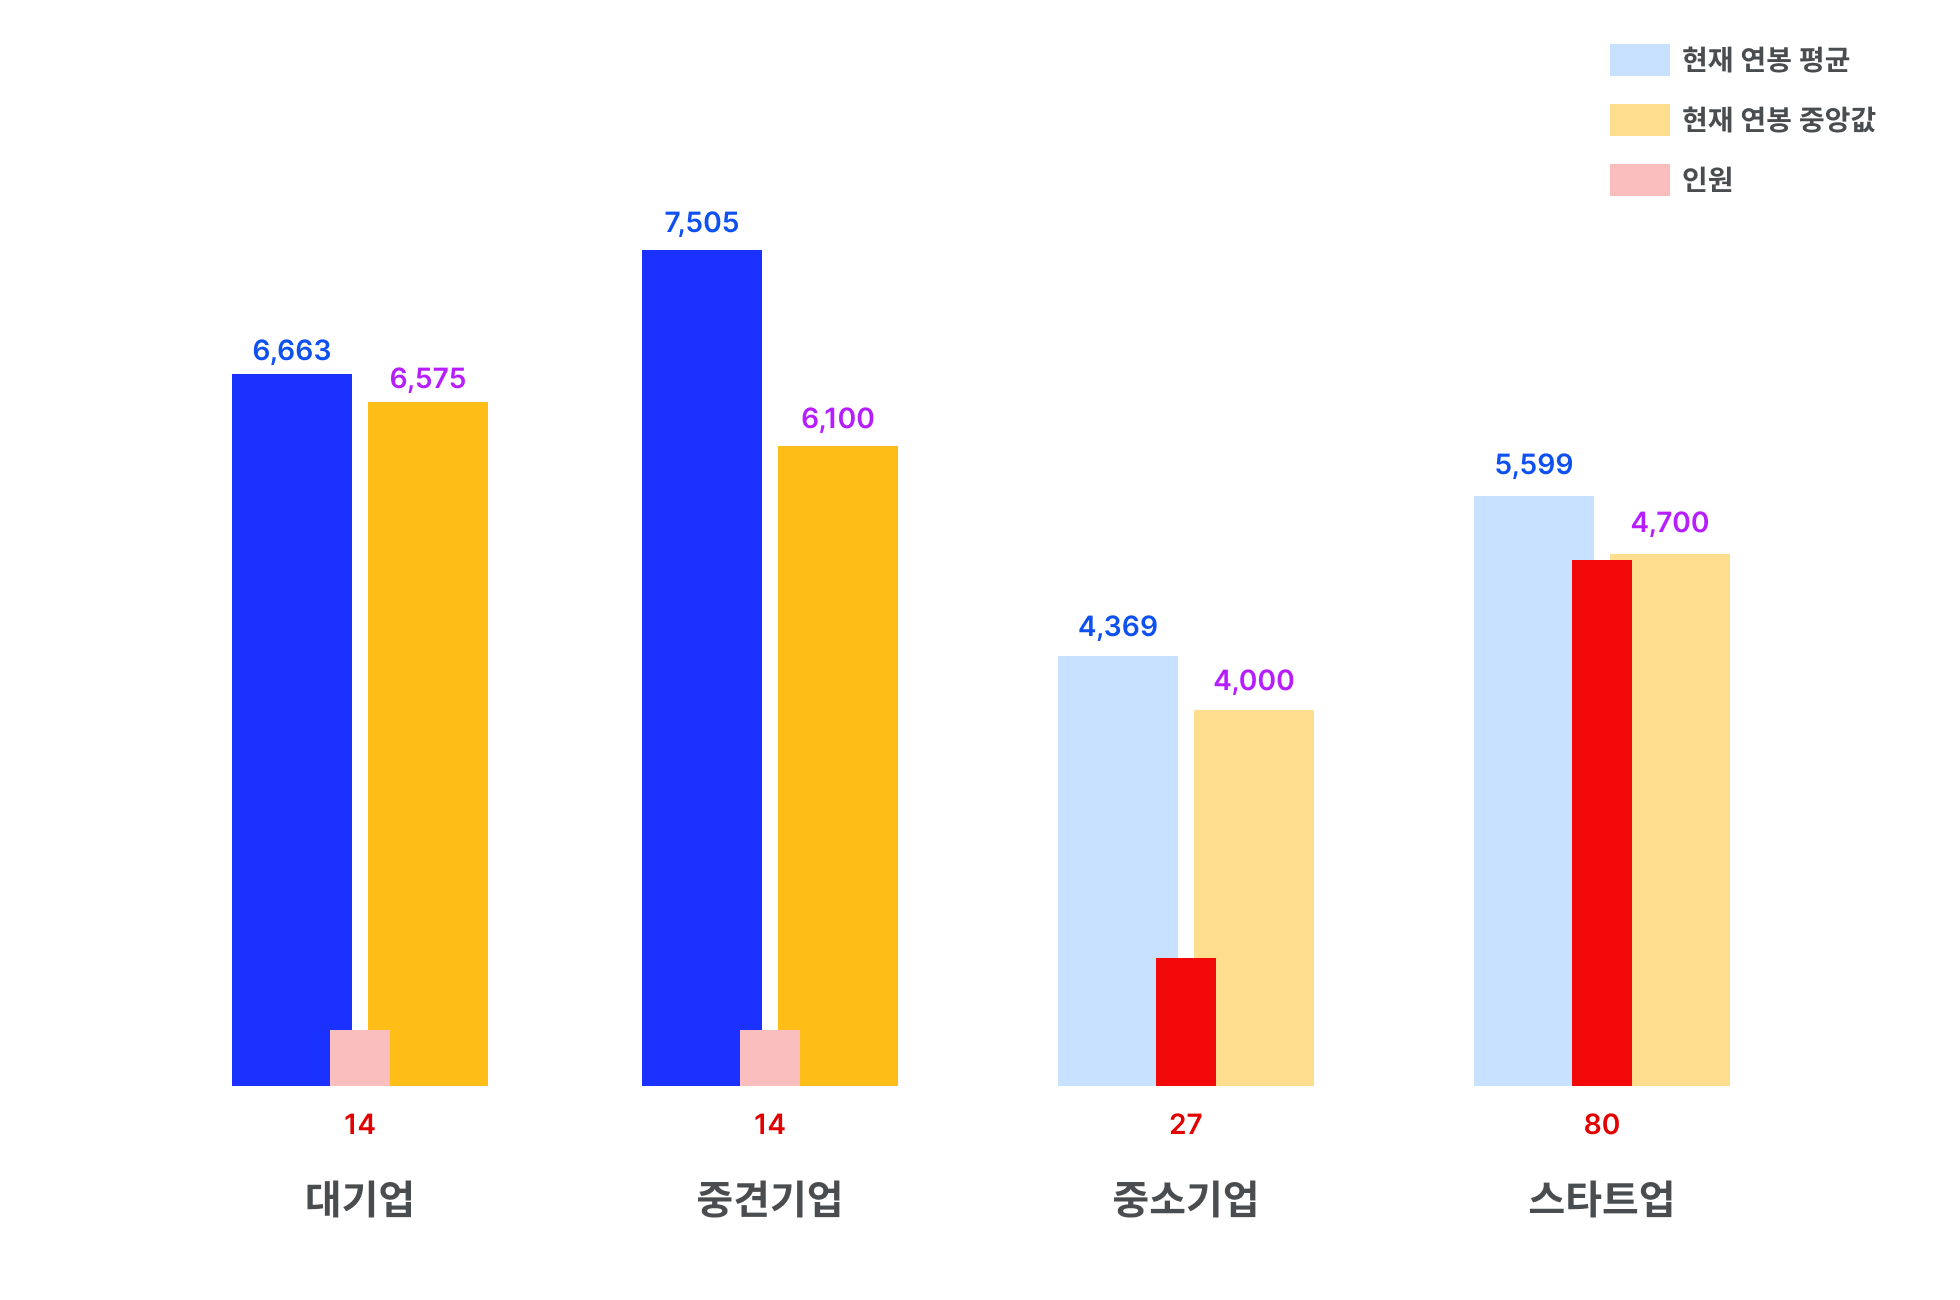 현재 연봉 평균
현재 연봉 중앙값
인원
7,505
6,663
6,575
6,100
5,599
4,700
4,369
4,000
14
14
27
80
대기업
중견기업
중소기업
스타트업